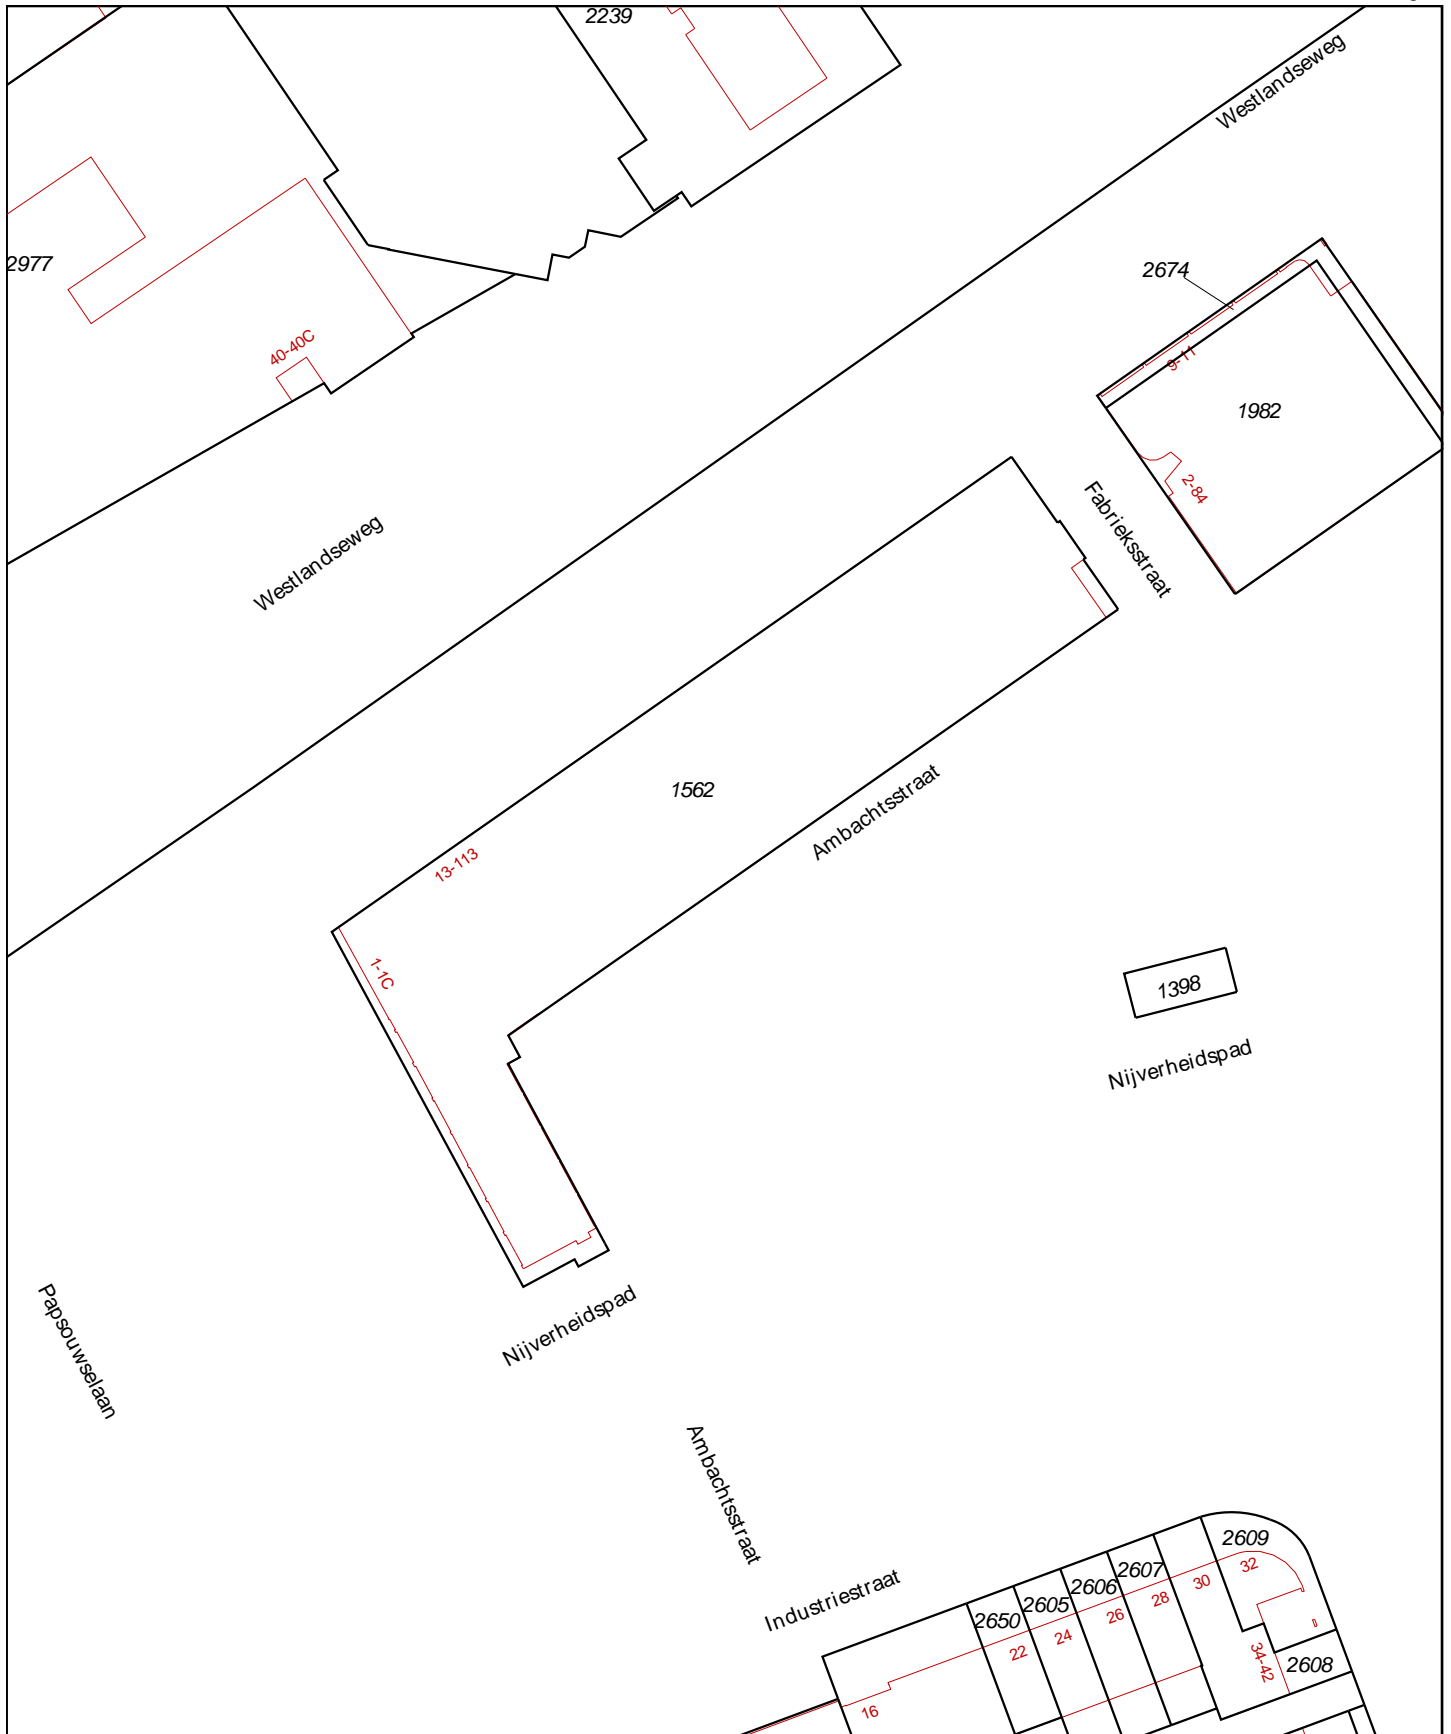 2239
Westlandseweg
2977
2674
40-40C
9-11
1982
2-84
Fabrieksstraat
Westlandseweg
1562
Ambachtsstraat
13-113
1-1C
1398
Nijverheidspad
Papsouwselaan
Nijverheidspad
Ambachtsstraat
Industriestraat
2609
32
2607
30
2606
28
2605
26
2650
24
22
34-42
2608
16